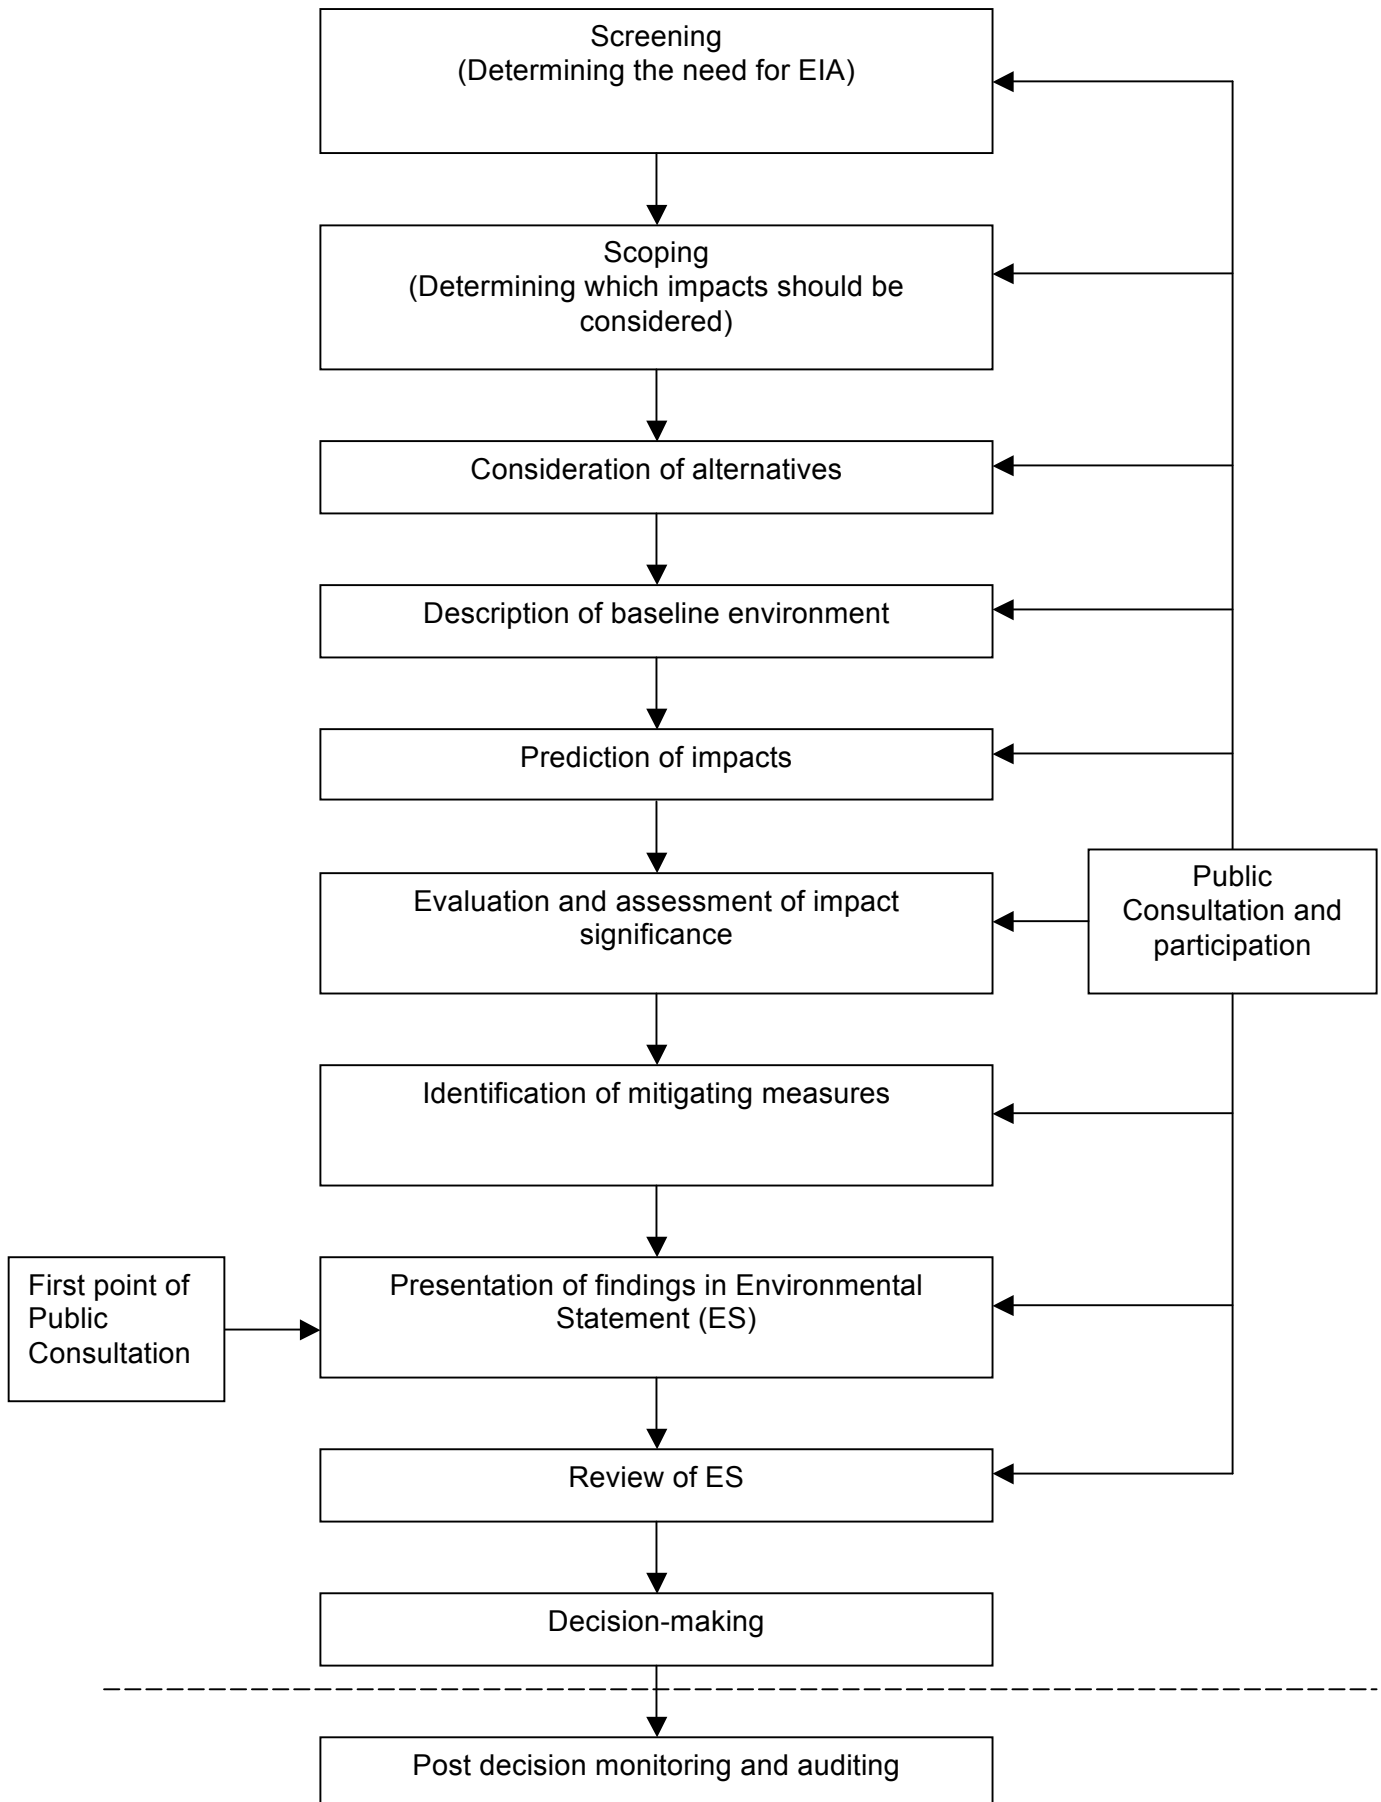 Screening
(Determining the need for EIA)
Scoping
(Determining which impacts should be
considered)
Consideration of alternatives
Description of baseline environment
Prediction of impacts
Evaluation and assessment of impact
significance
Public
Consultation and
participation
Identification of mitigating measures
First point of
Public
Consultation
Presentation of findings in Environmental
Statement (ES)
Review of ES
Decision-making
Post decision monitoring and auditing